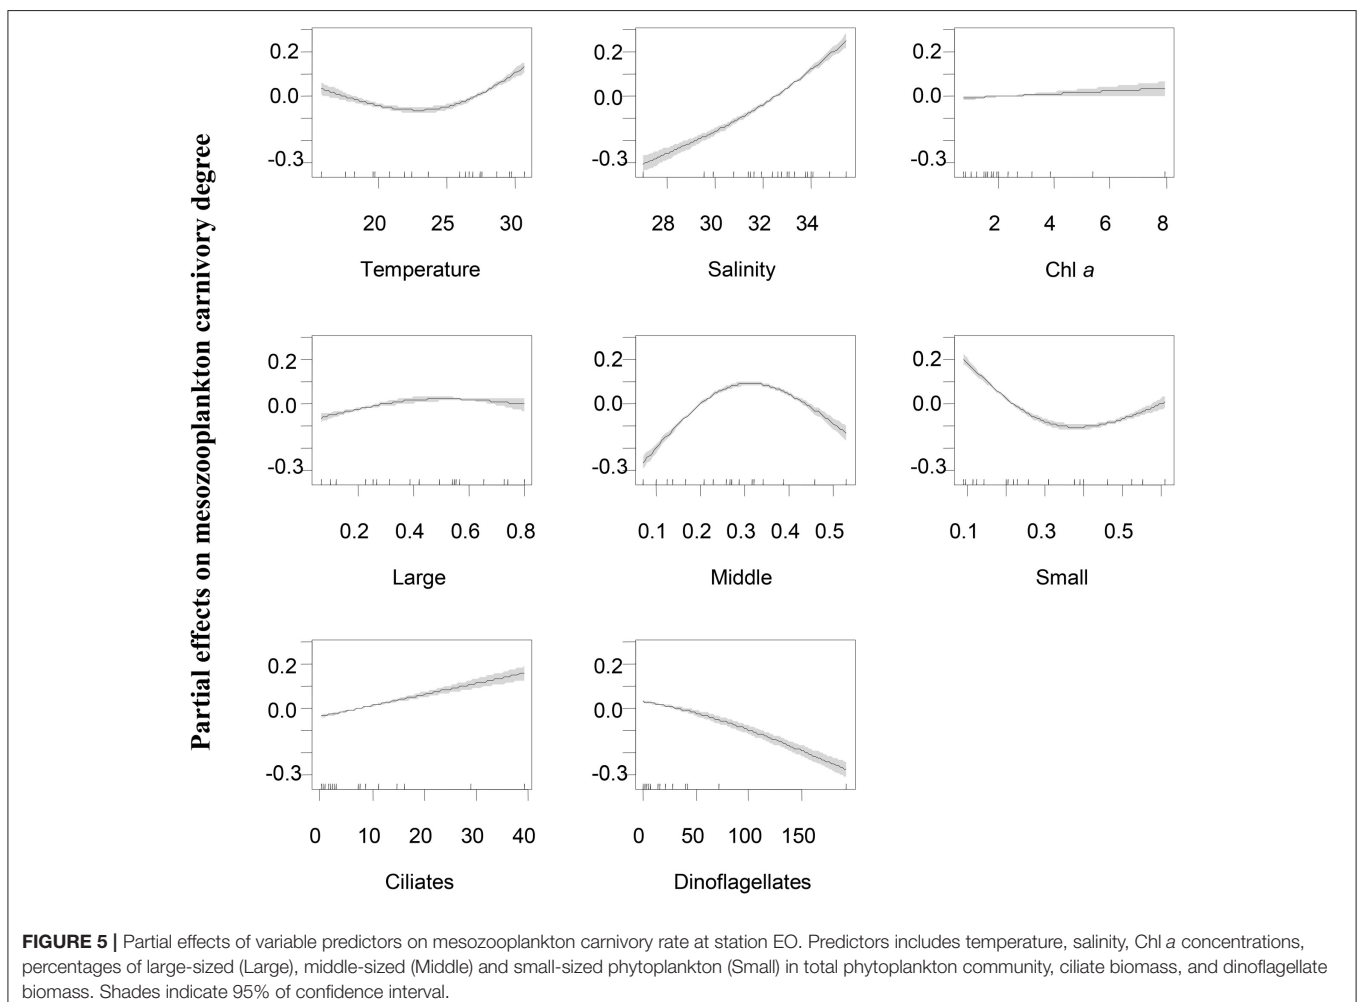 Partial effects on mesozooplankton carnivory degree
0.2
0.0
-0.3
20 25 30
Temperature
0.2
0.0
-0.3
28 30 32 34
Salinity
0.2
0.0
-0.3
2 4 6 8
Chl a
0.2
0.0
-0.3
0.2 0.4 0.6 0.8
Large
0.2
0.0
-0.3
0.1 0.2 0.3 0.4 0.5
Middle
0.2
0.0
-0.3
0.1 0.3 0.5
Small
0.2
0.0
-0.3
0 10 20 30 40
Ciliates
0.2
0.0
-0.3
0 50 100 150
Dinoflagellates
FIGURE 5 | Partial effects of variable predictors on mesozooplankton carnivory rate at station EO. Predictors includes temperature, salinity, Chl a concentrations,
percentages of large-sized (Large), middle-sized (Middle) and small-sized phytoplankton (Small) in total phytoplankton community, ciliate biomass, and dinoflagellate
biomass. Shades indicate 95% of confidence interval.